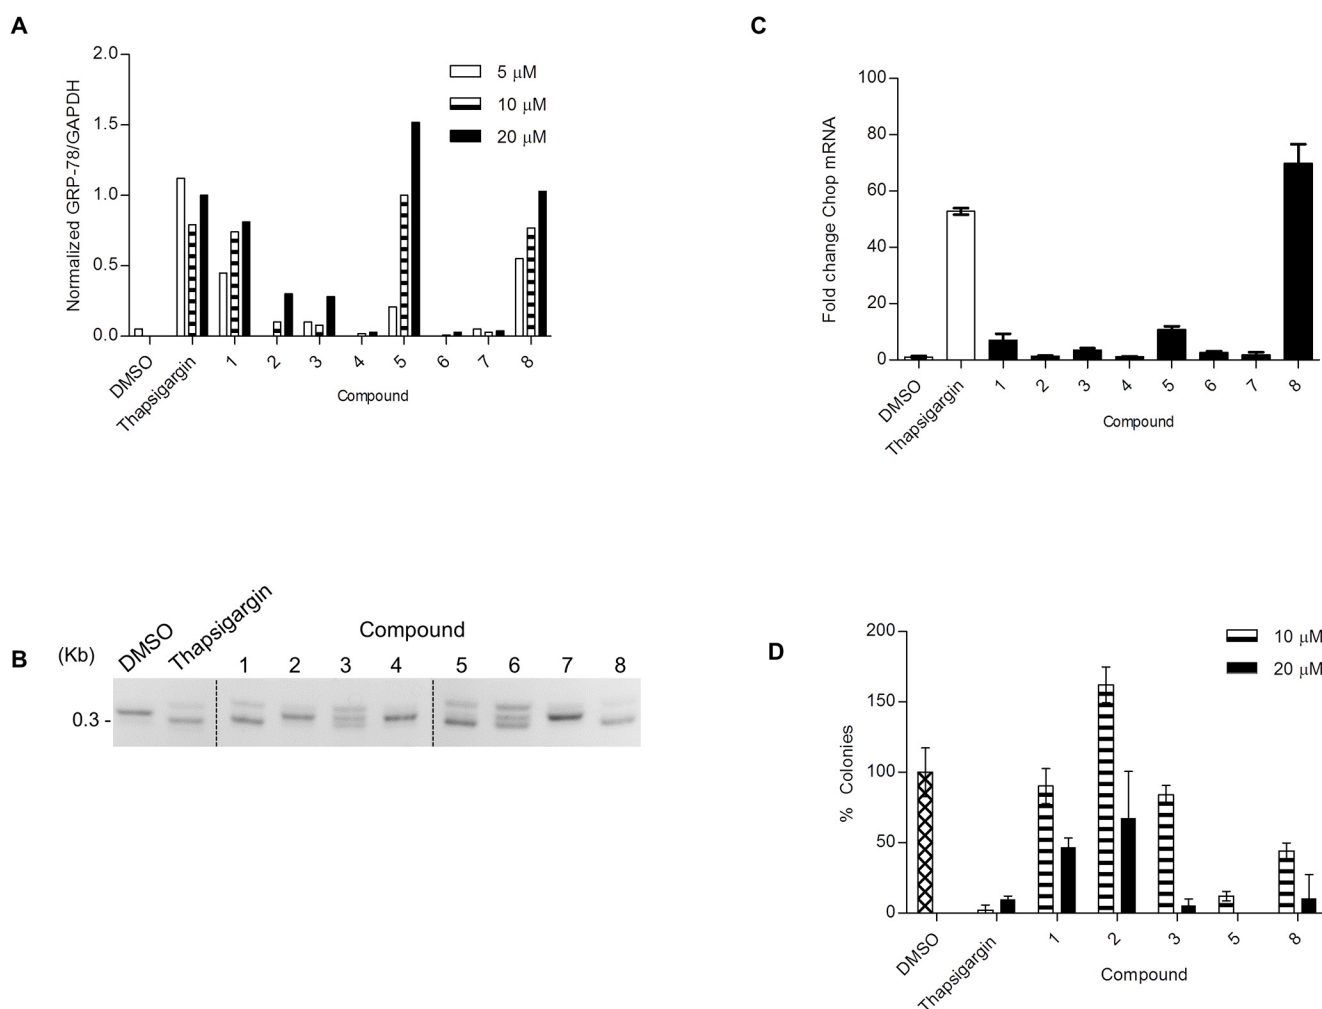 A
2.0
1.5
1.0
0.5
0.0
Normalized GRP-78/GAPDH
5 μM
10 μM
20 μM
DMSO
Thapsigargin
1
2
3
4
5
6
7
8
Compound
C
100
80
60
40
20
0
Fold change Chop mRNA
DMSO
Thapsigargin
1
2
3
4
5
6
7
8
Compound
B
(Kb)
DMSO
Thapsigargin
Compound
1 2 3 4 5 6 7 8
0.3 -
D
200
150
100
50
0
% Colonies
10 μM
20 μM
DMSO
Thapsigargin
1
2
3
5
8
Compound